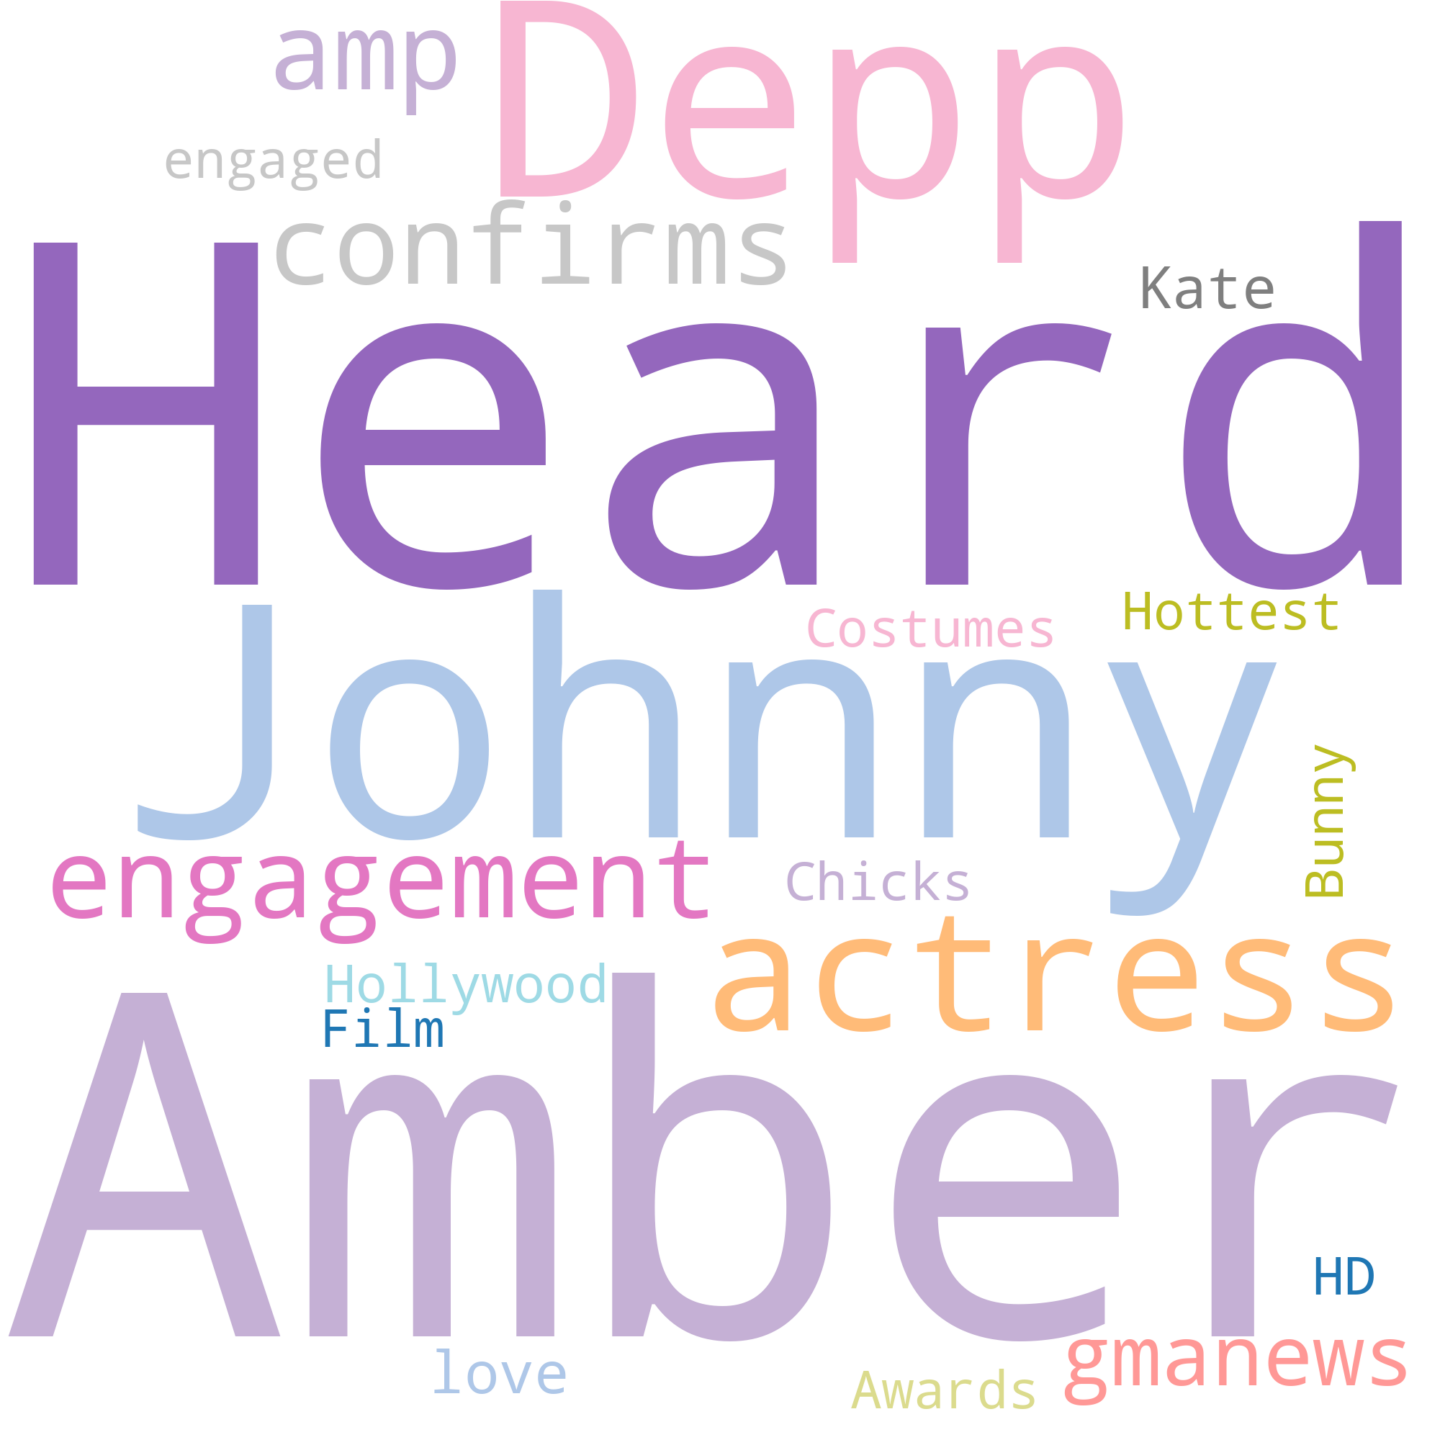 amp
Depp
engaged
confirms
Kate
Heard
Costumes
Hottest
Johnny
Bunny
engagement
Chicks
actress
Hollywood
Film
Amber
HD
love
Awards
gmanews